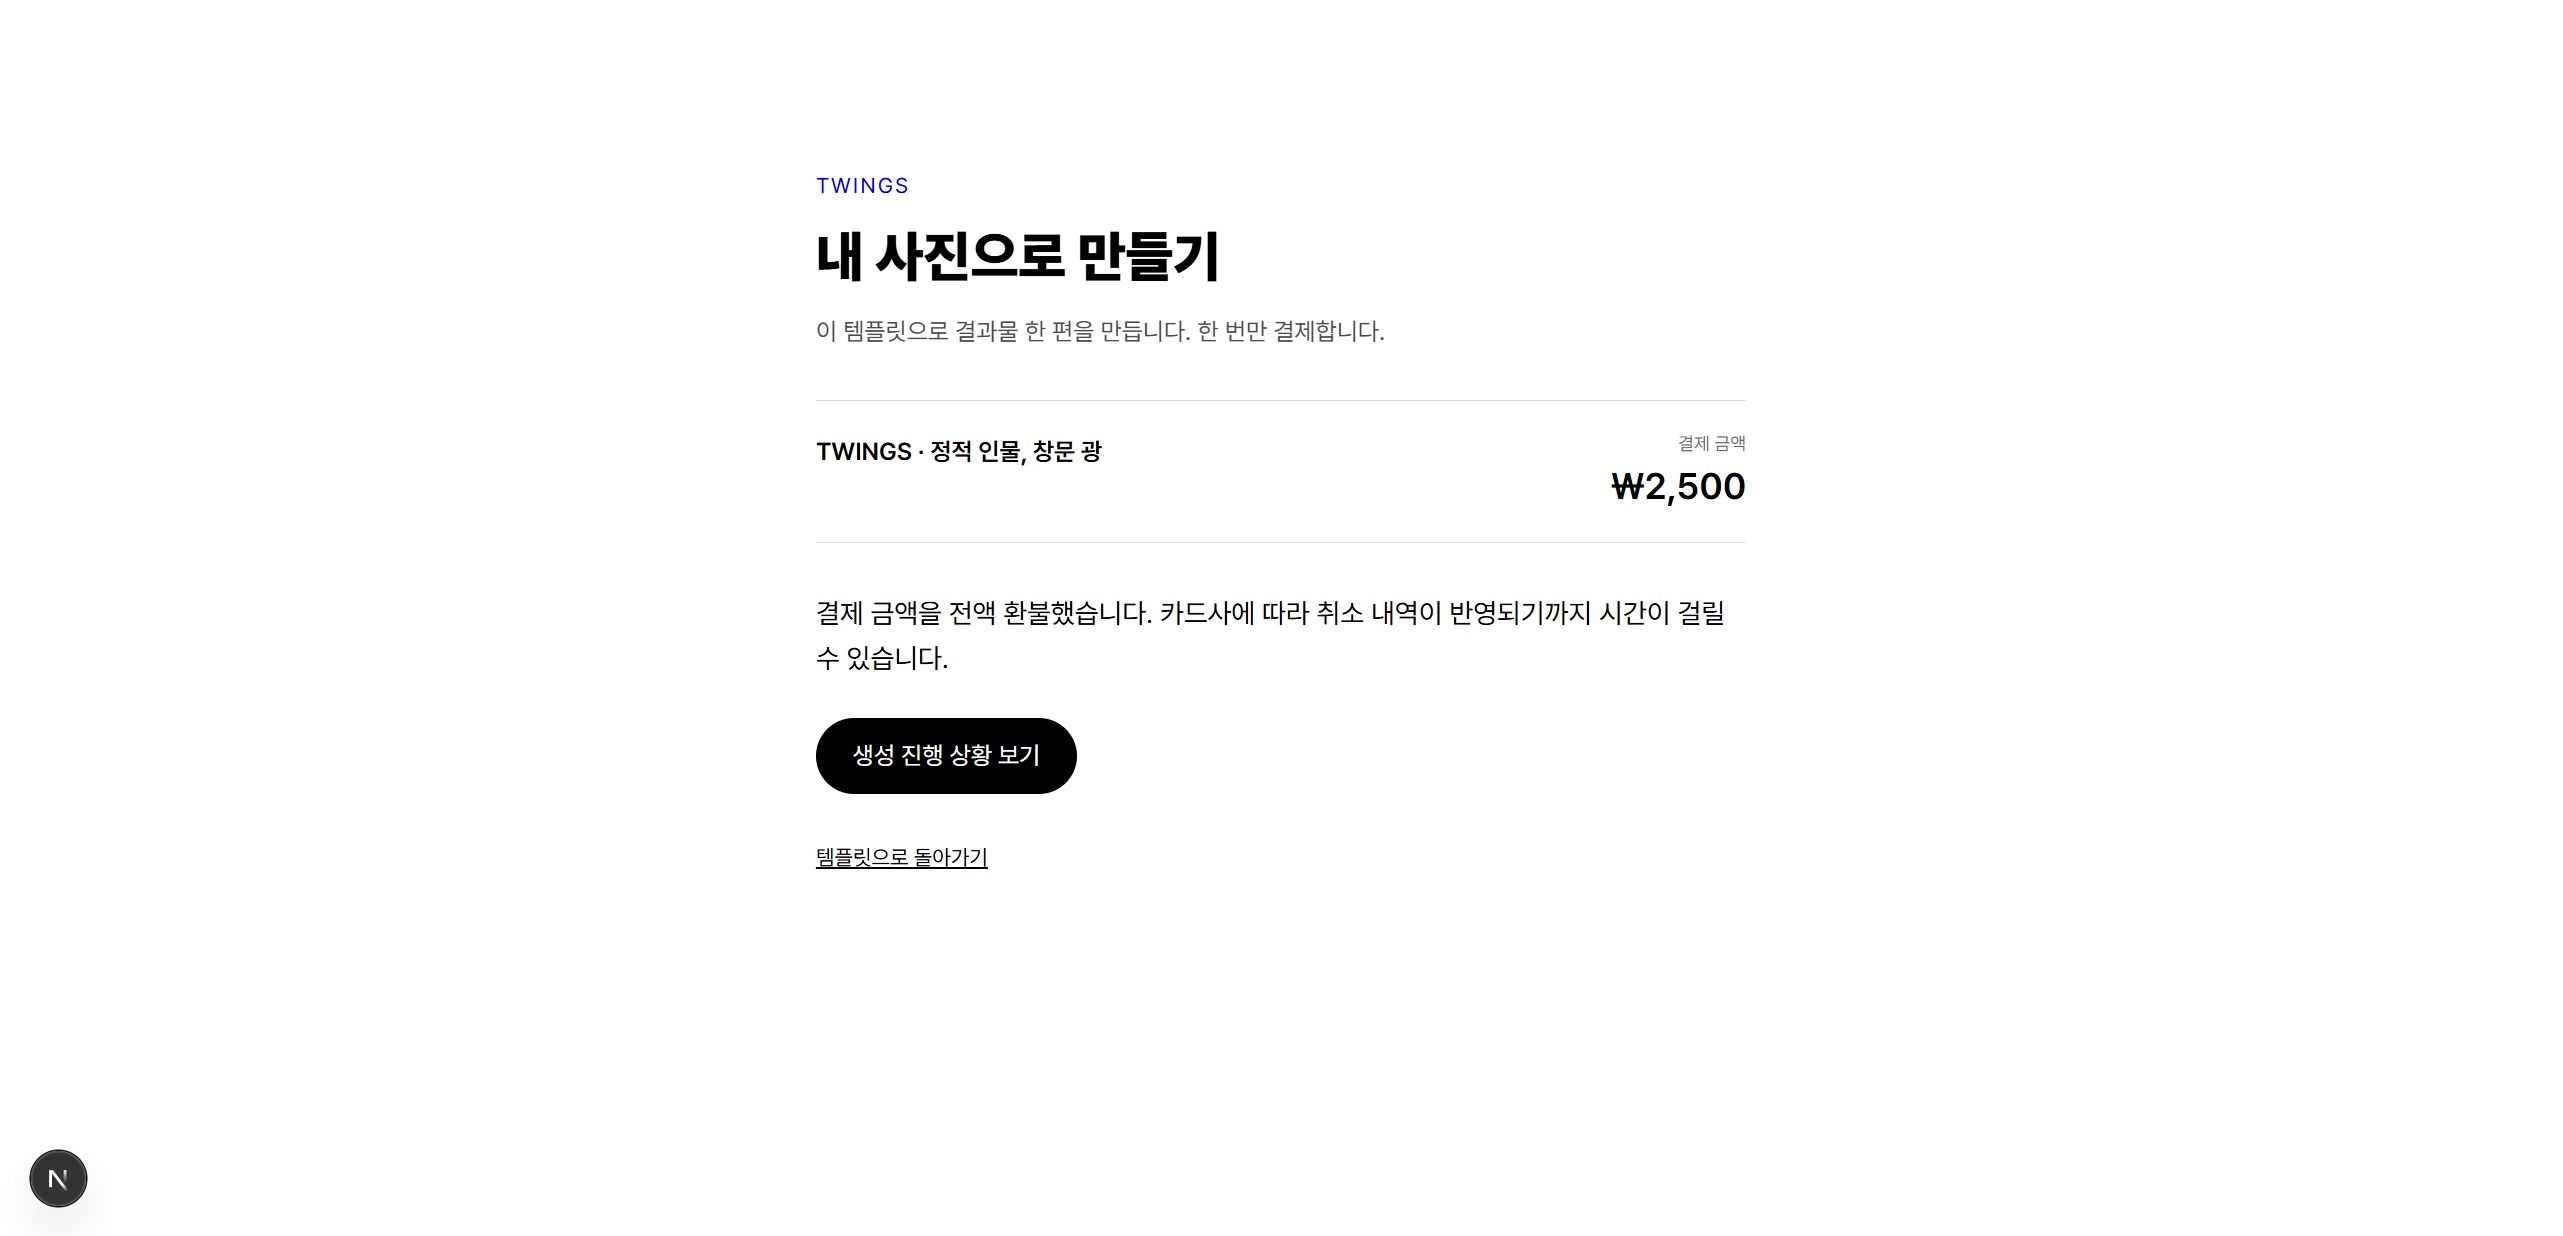 TWINGS
내 사진으로 만들기
이 템플릿으로 결과물 한 편을 만듭니다. 한 번만 결제합니다.
TWINGS · 정적 인물, 창문 광
결제 금액
₩2,500
결제 금액을 전액 환불했습니다. 카드사에 따라 취소 내역이 반영되기까지 시간이 걸릴
수 있습니다.
생성 진행 상황 보기
템플릿으로 돌아가기
N